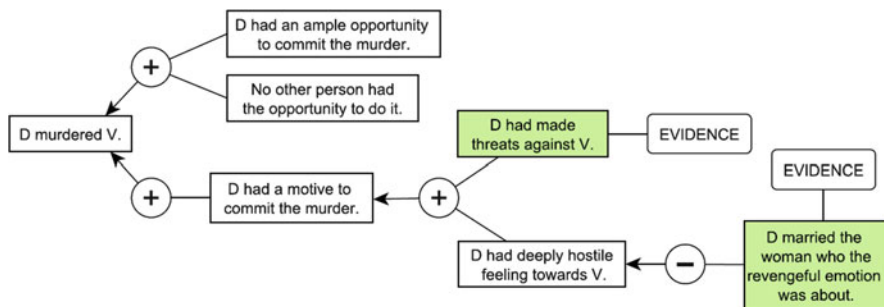 D had an ample opportunity
to commit the murder.
+
No other person had
the opportunity to do it.
D murdered V.
D had made
threats against V.
EVIDENCE
EVIDENCE
+
D had a motive to
commit the murder.
+
D had deeply hostile
feeling towards V.
−
D married the
woman who the
revengeful emotion
was about.